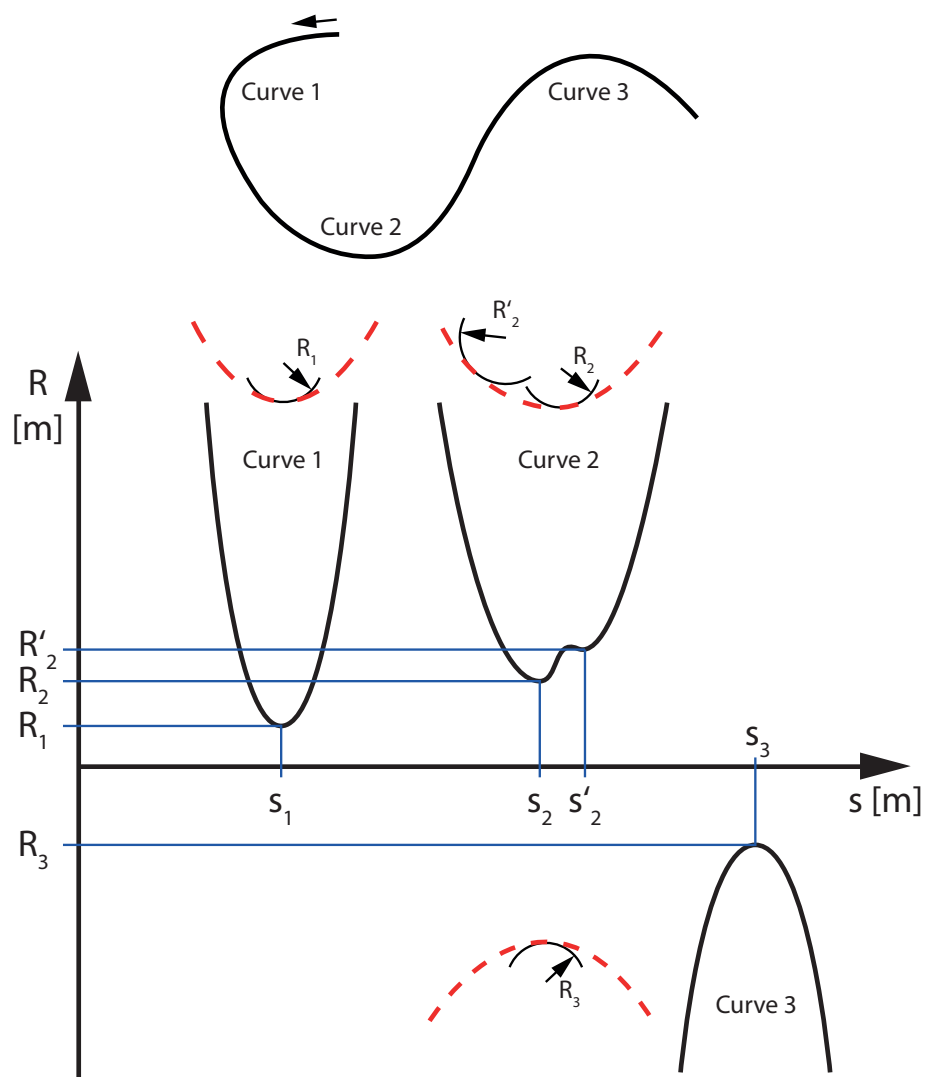 Curve 1
Curve 3
Curve 2
R'₂
R₁
R₂
R
[m]
Curve 1
Curve 2
R'₂
R₂
R₁
s₃
s₁
s₂
s'₂
s [m]
R₃
R₃
Curve 3